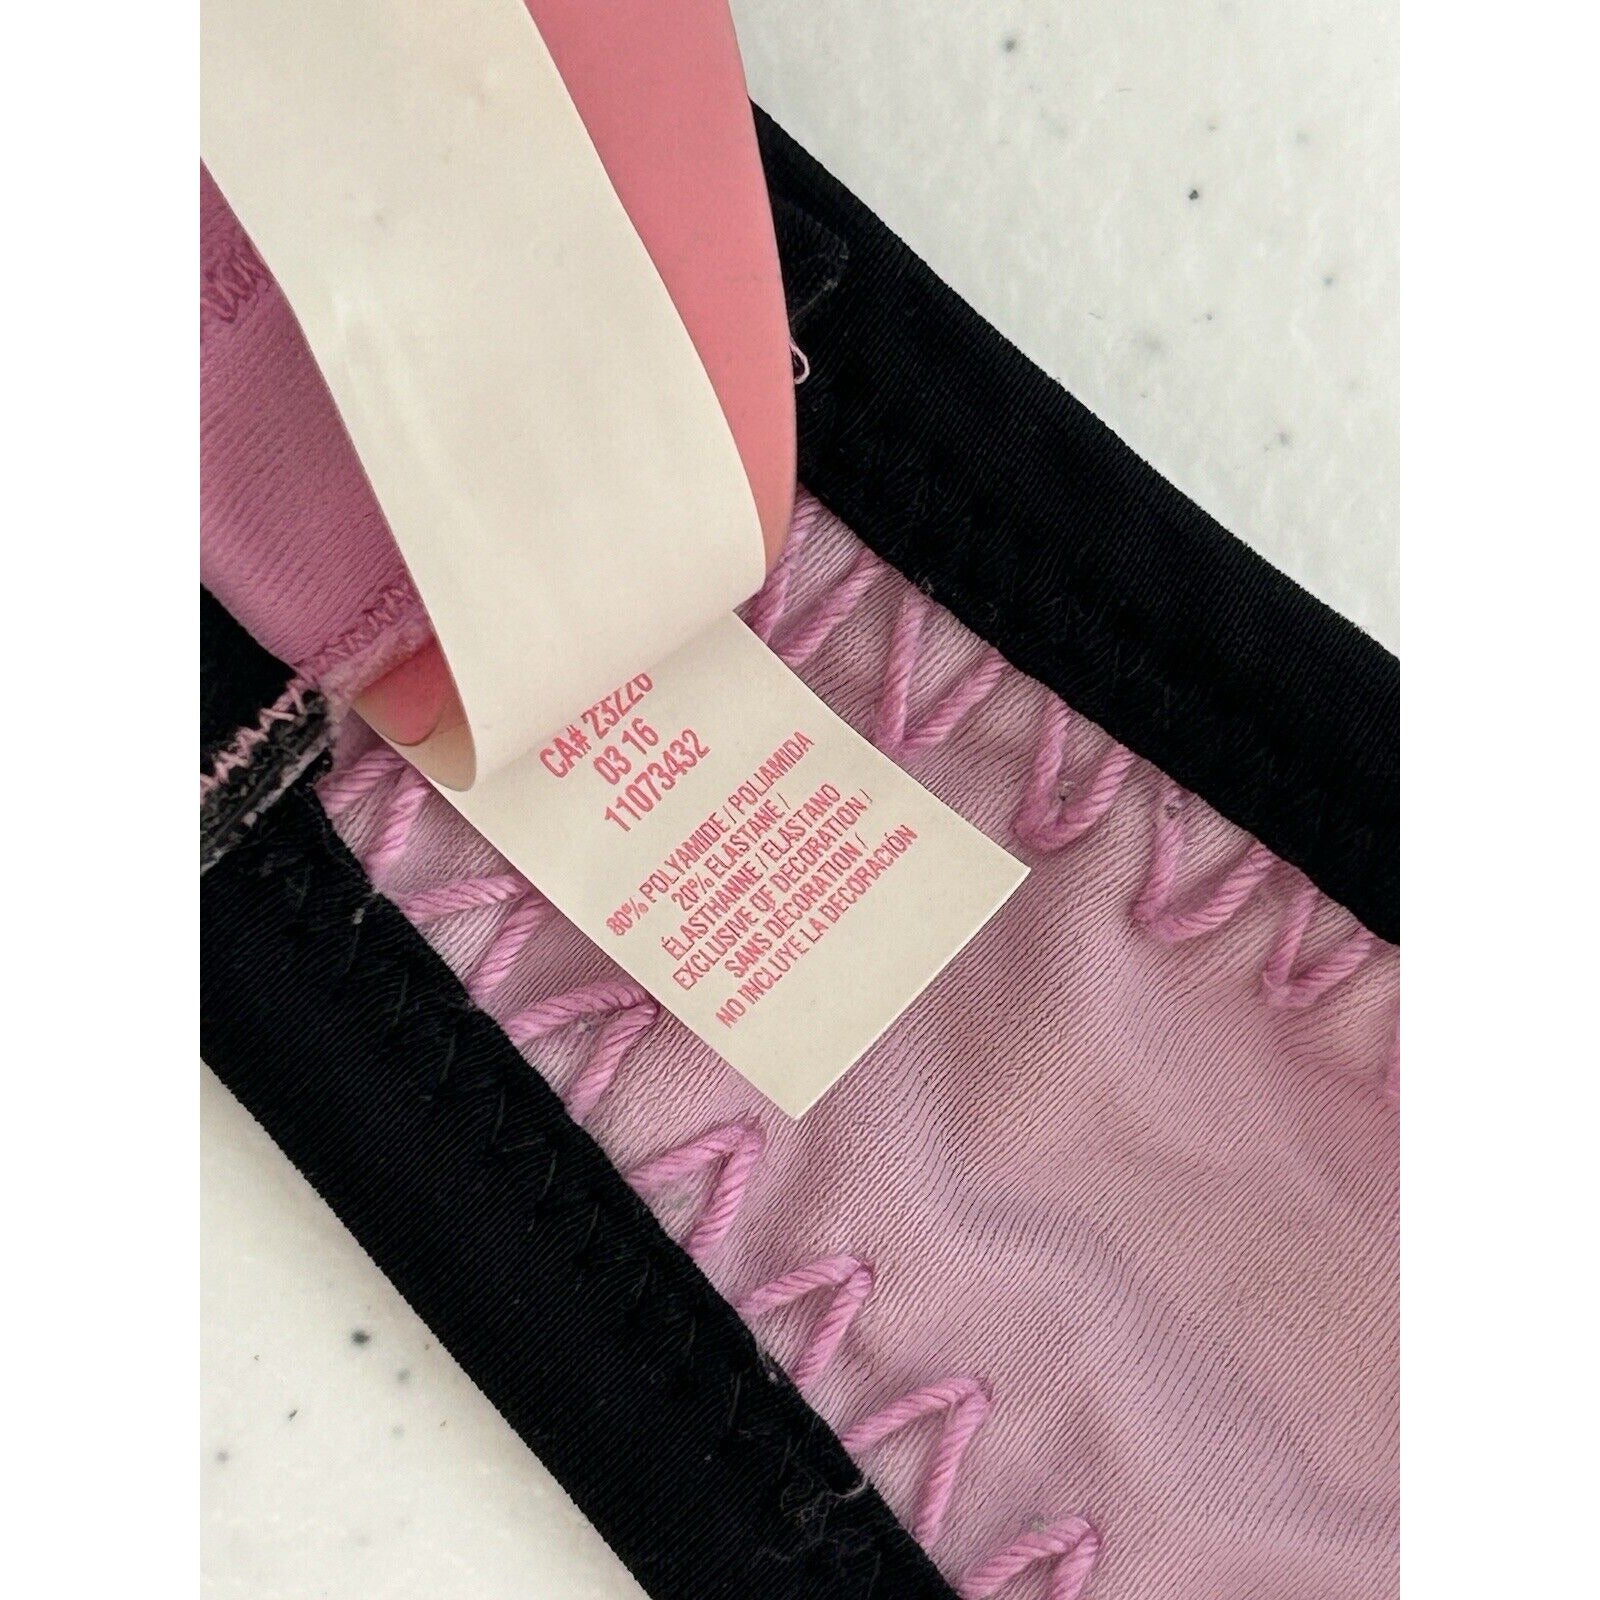 CA# 23226
03 16
11073432
80% POLYAMIDE / POLIAMIDA
20% ELASTANE /
ÉLASTHANNE / ELASTANO
EXCLUSIVE OF DECORATION /
SANS DECORATION /
NO INCLUYE LA DECORACIÓN